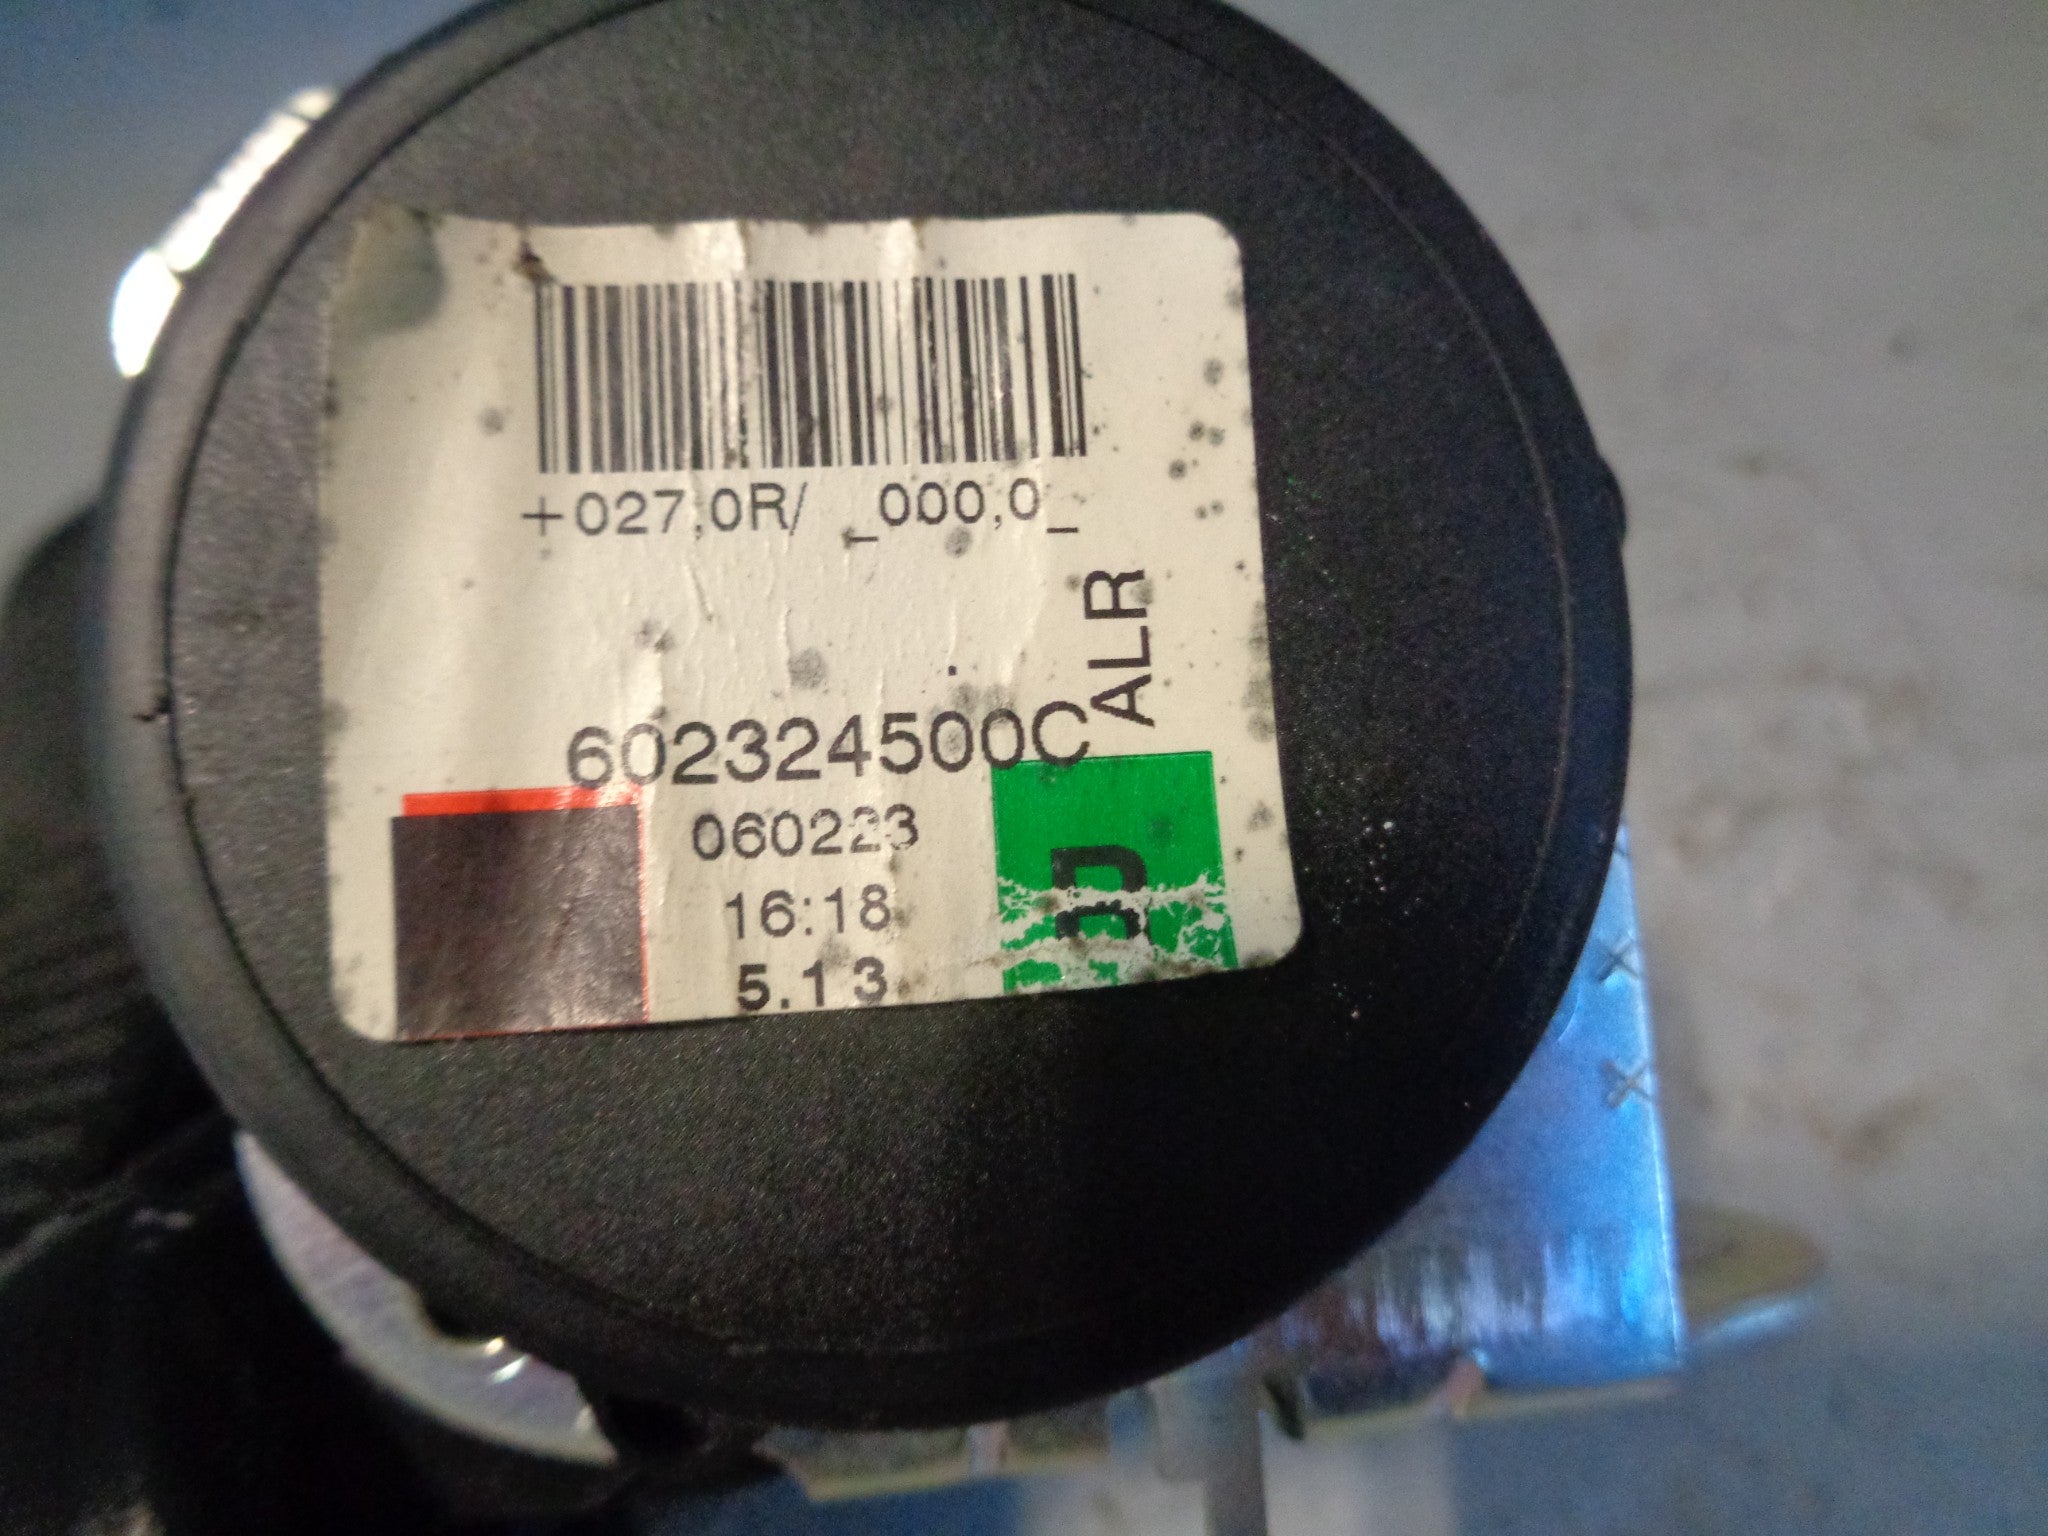 +027,0R/ _000,0_
ALR
602324500C
060223
16:18
5.13